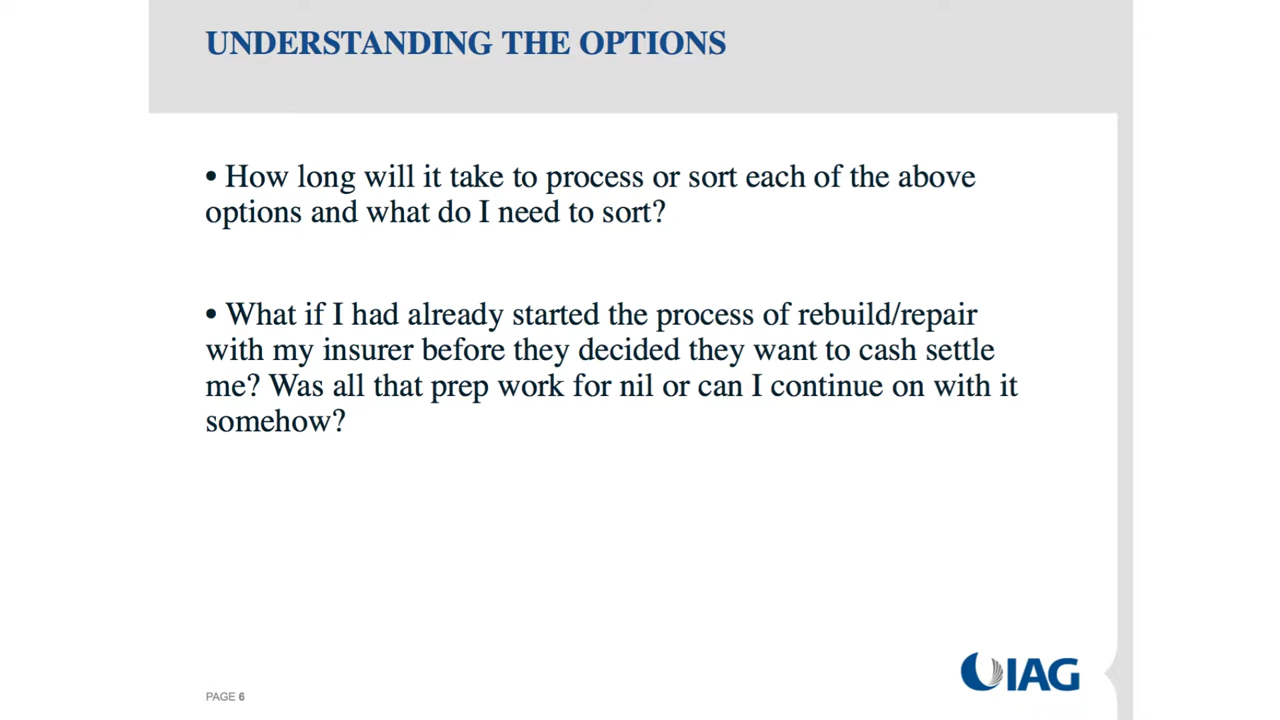 UNDERSTANDING THE OPTIONS
• How long will it take to process or sort each of the above
options and what do I need to sort?
• What if I had already started the process of rebuild/repair
with my insurer before they decided they want to cash settle
me? Was all that prep work for nil or can I continue on with it
somehow?
IAG
PAGE 6